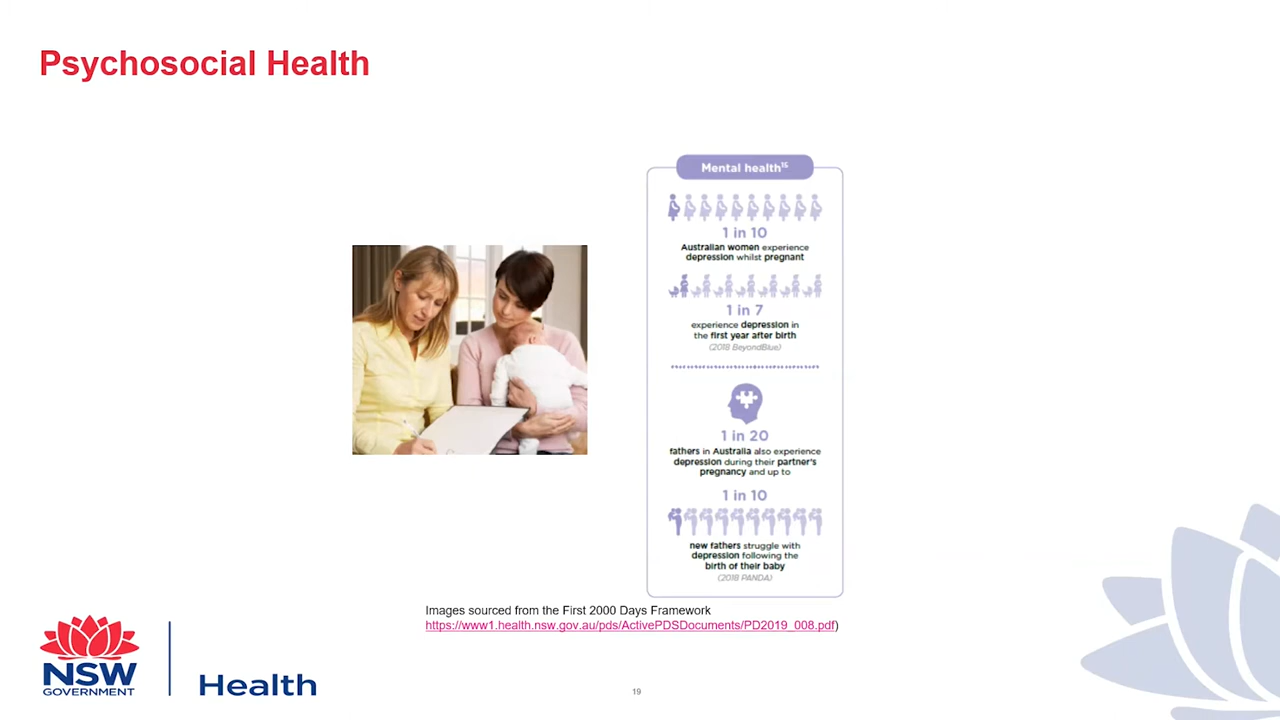 Psychosocial Health
Mental health¹⁵
1 in 10
Australian women experience
depression whilst pregnant
1 in 7
experience depression in
the first year after birth
(2018 BeyondBlue)
1 in 20
fathers in Australia also experience
depression during their partner's
pregnancy and up to
1 in 10
new fathers struggle with
depression following the
birth of their baby
(2018 PANDA)
Images sourced from the First 2000 Days Framework
https://www1.health.nsw.gov.au/pds/ActivePDSDocuments/PD2019_008.pdf)
NSW
GOVERNMENT
Health
19